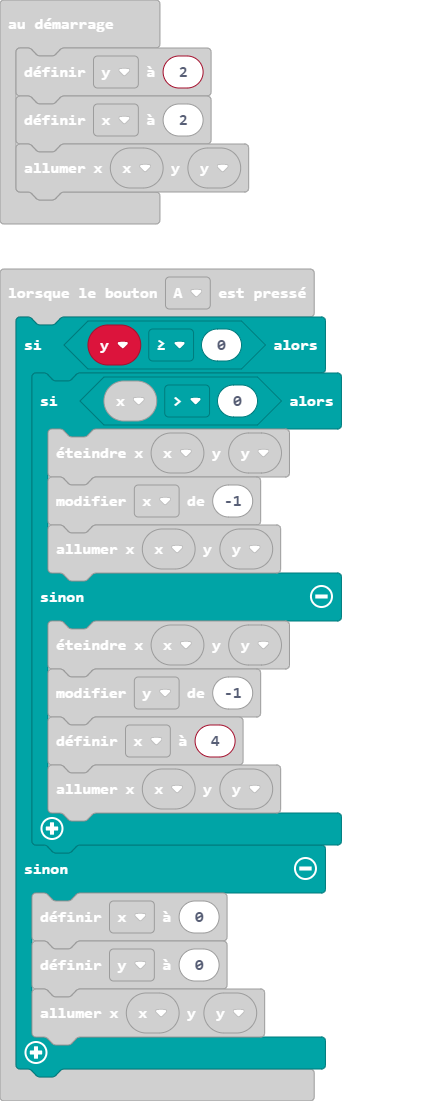 au démarrage
définir y à 2
définir x à 2
allumer x x y y
lorsque le bouton A est pressé
si y ≥ 0 alors
si x > 0 alors
éteindre x x y y
modifier x de -1
allumer x x y y
sinon
éteindre x x y y
modifier y de -1
définir x à 4
allumer x x y y
sinon
définir x à 0
définir y à 0
allumer x x y y